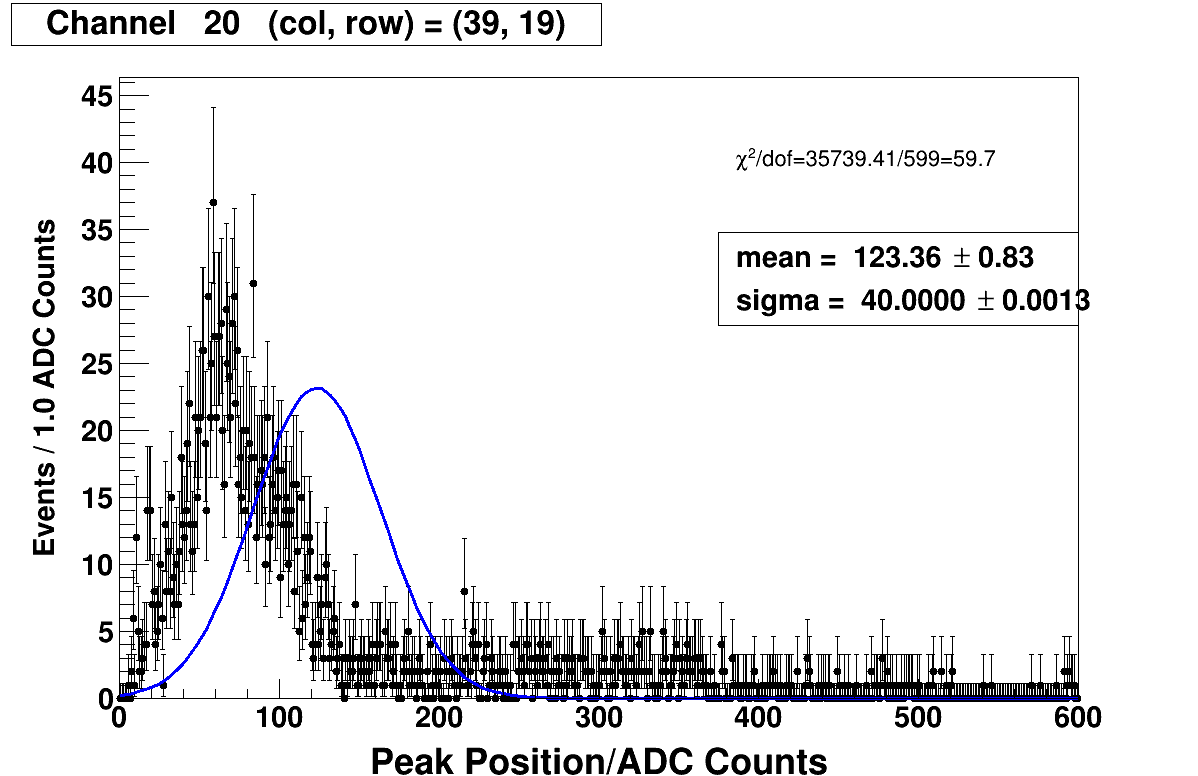 Channel 20 (col, row) = (39, 19)
χ²/dof=35739.41/599=59.7
mean = 123.36 ± 0.83
sigma = 40.0000 ± 0.0013
Events / 1.0 ADC Counts
45
40
35
30
25
20
15
10
5
0
0 100 200 300 400 500 600
Peak Position/ADC Counts